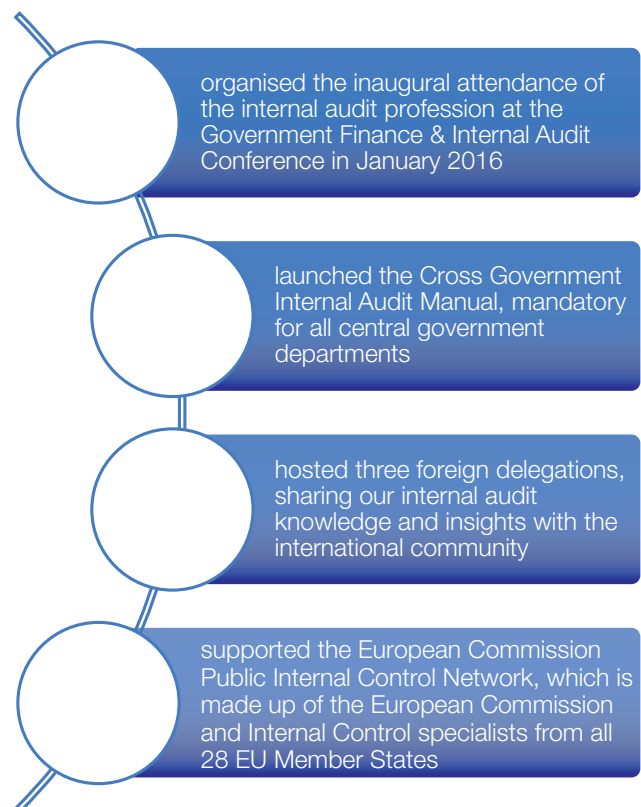 organised the inaugural attendance of
the internal audit profession at the
Government Finance & Internal Audit
Conference in January 2016
launched the Cross Government
Internal Audit Manual, mandatory
for all central government
departments
hosted three foreign delegations,
sharing our internal audit
knowledge and insights with the
international community
supported the European Commission
Public Internal Control Network, which is
made up of the European Commission
and Internal Control specialists from all
28 EU Member States